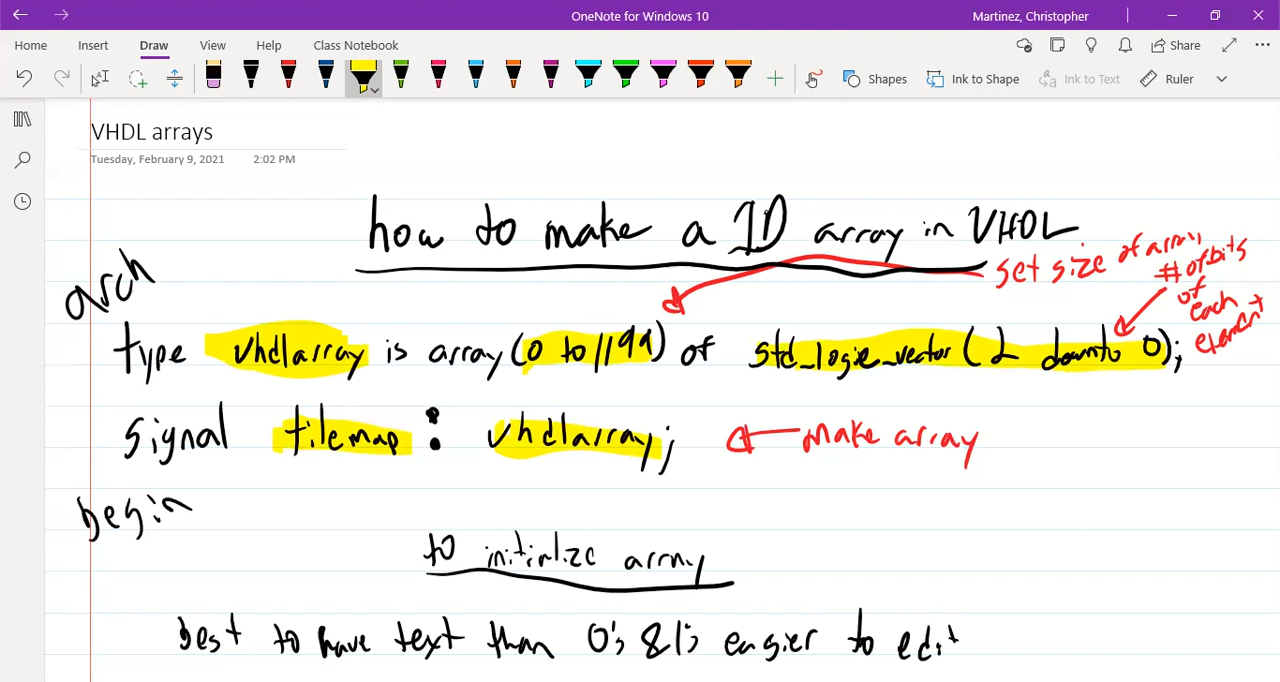 OneNote for Windows 10
Martinez, Christopher
Home Insert Draw View Help Class Notebook
Share
Shapes Ink to Shape Ink to Text Ruler
VHDL arrays
Tuesday, February 9, 2021 2:02 PM
how to make a 1D array in VHDL
set size of array
# of bits
of
each
element
arch
type vhdlarray is array (0 to 1199) of std_logic_vector (2 downto 0);
signal tilemap : vhdlarray;
make array
begin
to initialize array
best to have text than 0's & 1's easier to edit